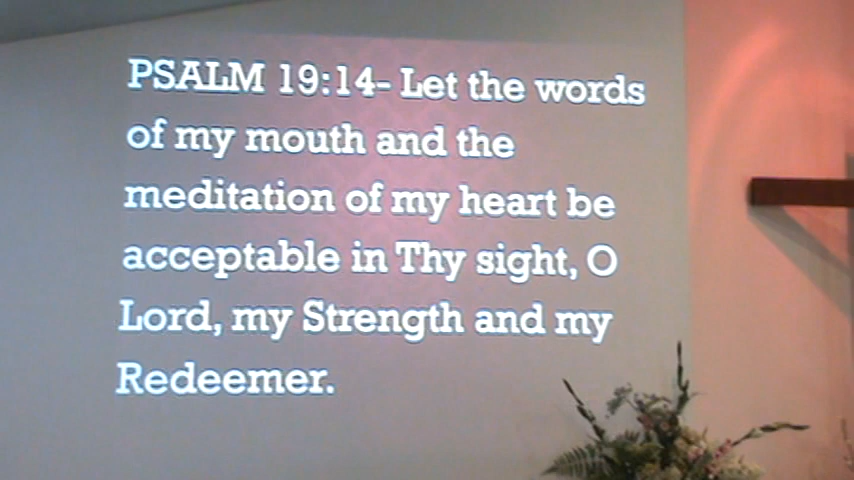 PSALM 19:14- Let the words
of my mouth and the
meditation of my heart be
acceptable in Thy sight, O
Lord, my Strength and my
Redeemer.